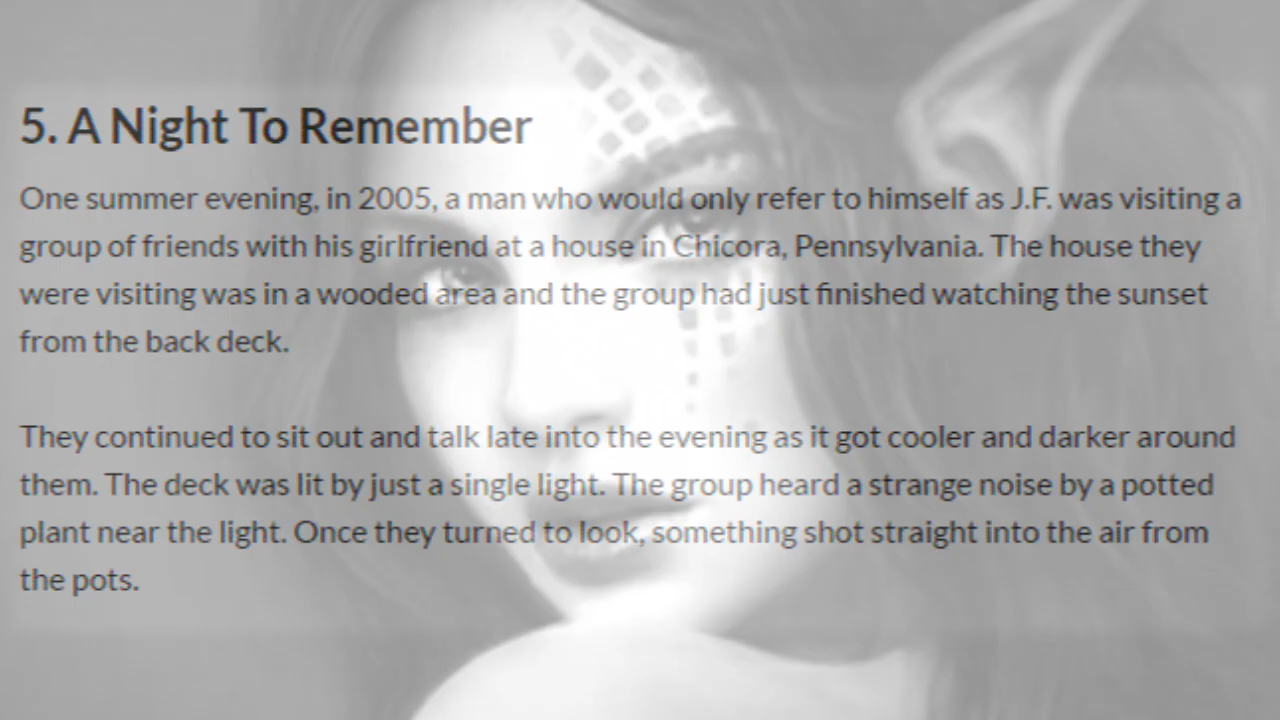 5. A Night To Remember
One summer evening, in 2005, a man who would only refer to himself as J.F. was visiting a
group of friends with his girlfriend at a house in Chicora, Pennsylvania. The house they
were visiting was in a wooded area and the group had just finished watching the sunset
from the back deck.
They continued to sit out and talk late into the evening as it got cooler and darker around
them. The deck was lit by just a single light. The group heard a strange noise by a potted
plant near the light. Once they turned to look, something shot straight into the air from
the pots.